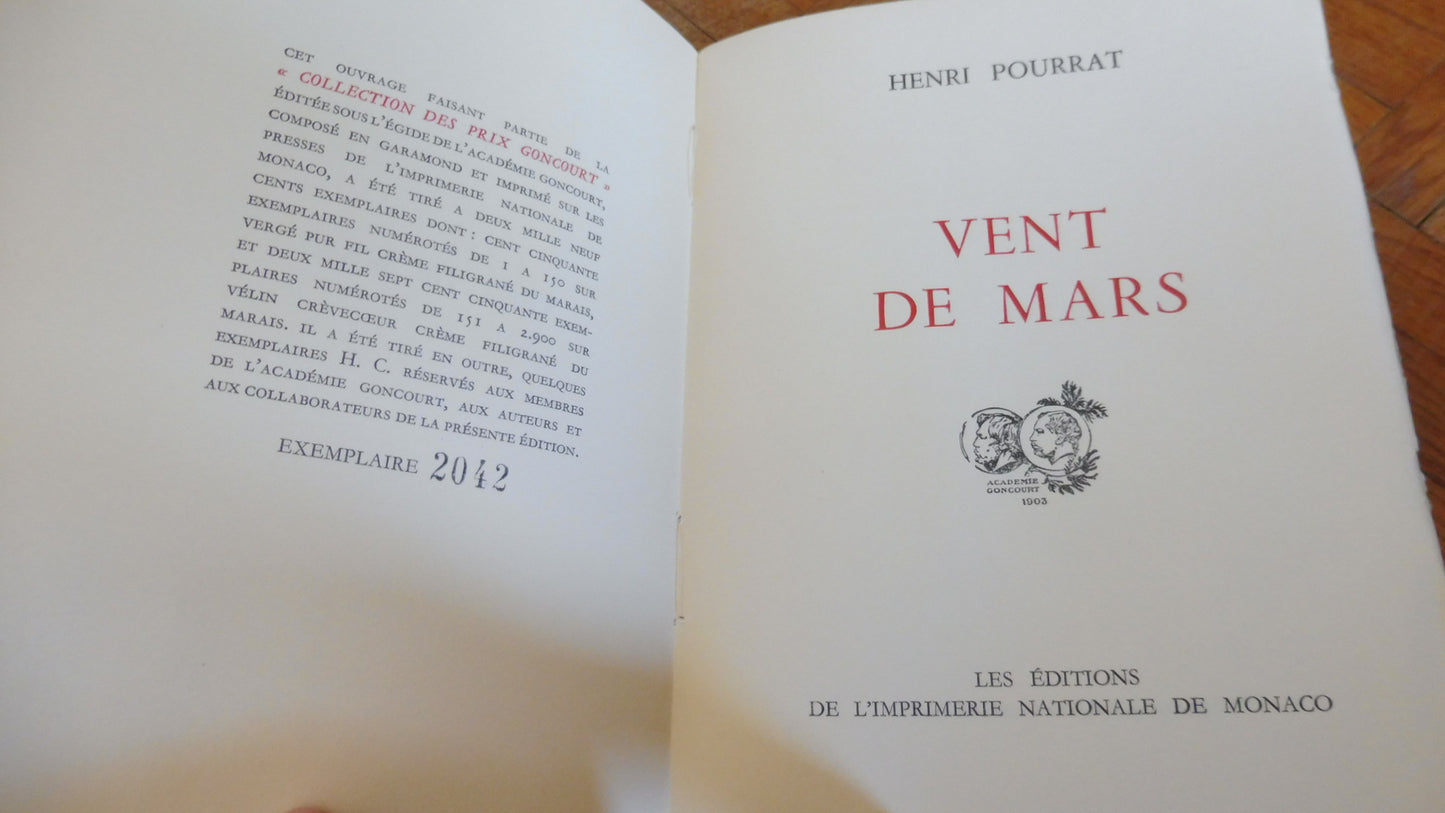 CET OUVRAGE FAISANT PARTIE DE LA
« COLLECTION DES PRIX GONCOURT »
ÉDITÉE SOUS L'ÉGIDE DE L'ACADÉMIE GONCOURT,
COMPOSÉ EN GARAMOND ET IMPRIMÉ SUR LES
PRESSES DE L'IMPRIMERIE NATIONALE DE
MONACO, A ÉTÉ TIRÉ A DEUX MILLE NEUF
CENTS EXEMPLAIRES DONT : CENT CINQUANTE
EXEMPLAIRES NUMÉROTÉS DE 1 A 150 SUR
VERGÉ PUR FIL CRÈME FILIGRANÉ DU MARAIS,
ET DEUX MILLE SEPT CENT CINQUANTE EXEM-
PLAIRES NUMÉROTÉS DE 151 A 2.900 SUR
VÉLIN CRÈVECŒUR CRÈME FILIGRANÉ DU
MARAIS. IL A ÉTÉ TIRÉ EN OUTRE, QUELQUES
EXEMPLAIRES H. C. RÉSERVÉS AUX MEMBRES
DE L'ACADÉMIE GONCOURT, AUX AUTEURS ET
AUX COLLABORATEURS DE LA PRÉSENTE ÉDITION.
EXEMPLAIRE 2042
HENRI POURRAT
VENT
DE MARS
ACADEMIE
GONCOURT
1903
LES ÉDITIONS
DE L'IMPRIMERIE NATIONALE DE MONACO